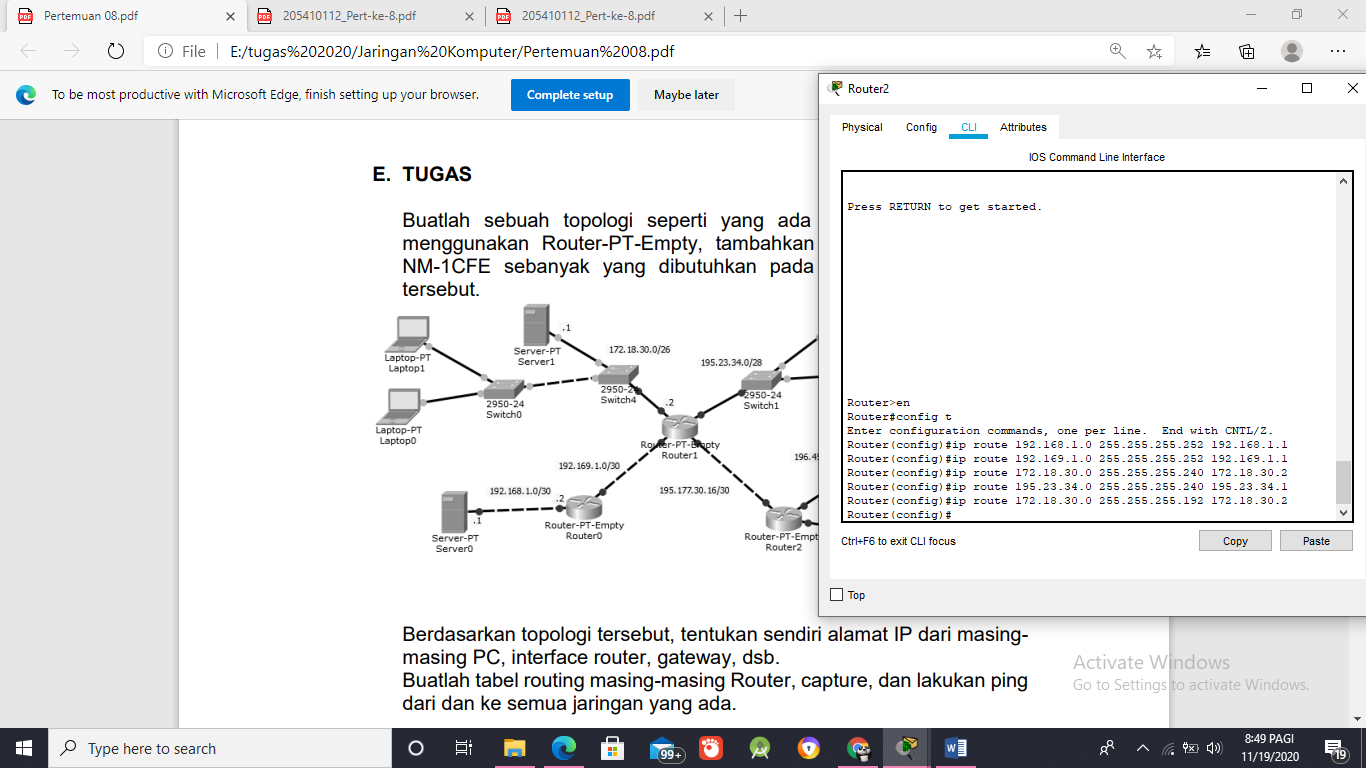 Pertemuan 08.pdf
205410112_Pert-ke-8.pdf
205410112_Pert-ke-8.pdf
File
E:/tugas%202020/Jaringan%20Komputer/Pertemuan%2008.pdf
To be most productive with Microsoft Edge, finish setting up your browser.
Complete setup
Maybe later
E. TUGAS
Buatlah sebuah topologi seperti yang ada
menggunakan Router-PT-Empty, tambahkan
NM-1CFE sebanyak yang dibutuhkan pada
tersebut.
Laptop-PT
Laptop1
Server-PT
Server1
.1
172.18.30.0/26
195.23.34.0/28
2950-24
Switch0
2950-24
Switch4
2950-24
Switch1
Laptop-PT
Laptop0
.2
Router-PT-Empty
Router1
192.169.1.0/30
196.4
192.168.1.0/30
.2
195.177.30.16/30
.1
Server-PT
Server0
Router-PT-Empty
Router0
Router-PT-Empt
Router2
Berdasarkan topologi tersebut, tentukan sendiri alamat IP dari masing-
masing PC, interface router, gateway, dsb.
Buatlah tabel routing masing-masing Router, capture, dan lakukan ping
dari dan ke semua jaringan yang ada.
Router2
Physical
Config
CLI
Attributes
IOS Command Line Interface
Press RETURN to get started.
Router>en
Router#config t
Enter configuration commands, one per line. End with CNTL/Z.
Router(config)#ip route 192.168.1.0 255.255.255.252 192.168.1.1
Router(config)#ip route 192.169.1.0 255.255.255.252 192.169.1.1
Router(config)#ip route 172.18.30.0 255.255.255.240 172.18.30.2
Router(config)#ip route 195.23.34.0 255.255.255.240 195.23.34.1
Router(config)#ip route 172.18.30.0 255.255.255.192 172.18.30.2
Router(config)#
Ctrl+F6 to exit CLI focus
Copy
Paste
Top
Activate Windows
Go to Settings to activate Windows.
Type here to search
99+
8:49 PAGI
11/19/2020
19